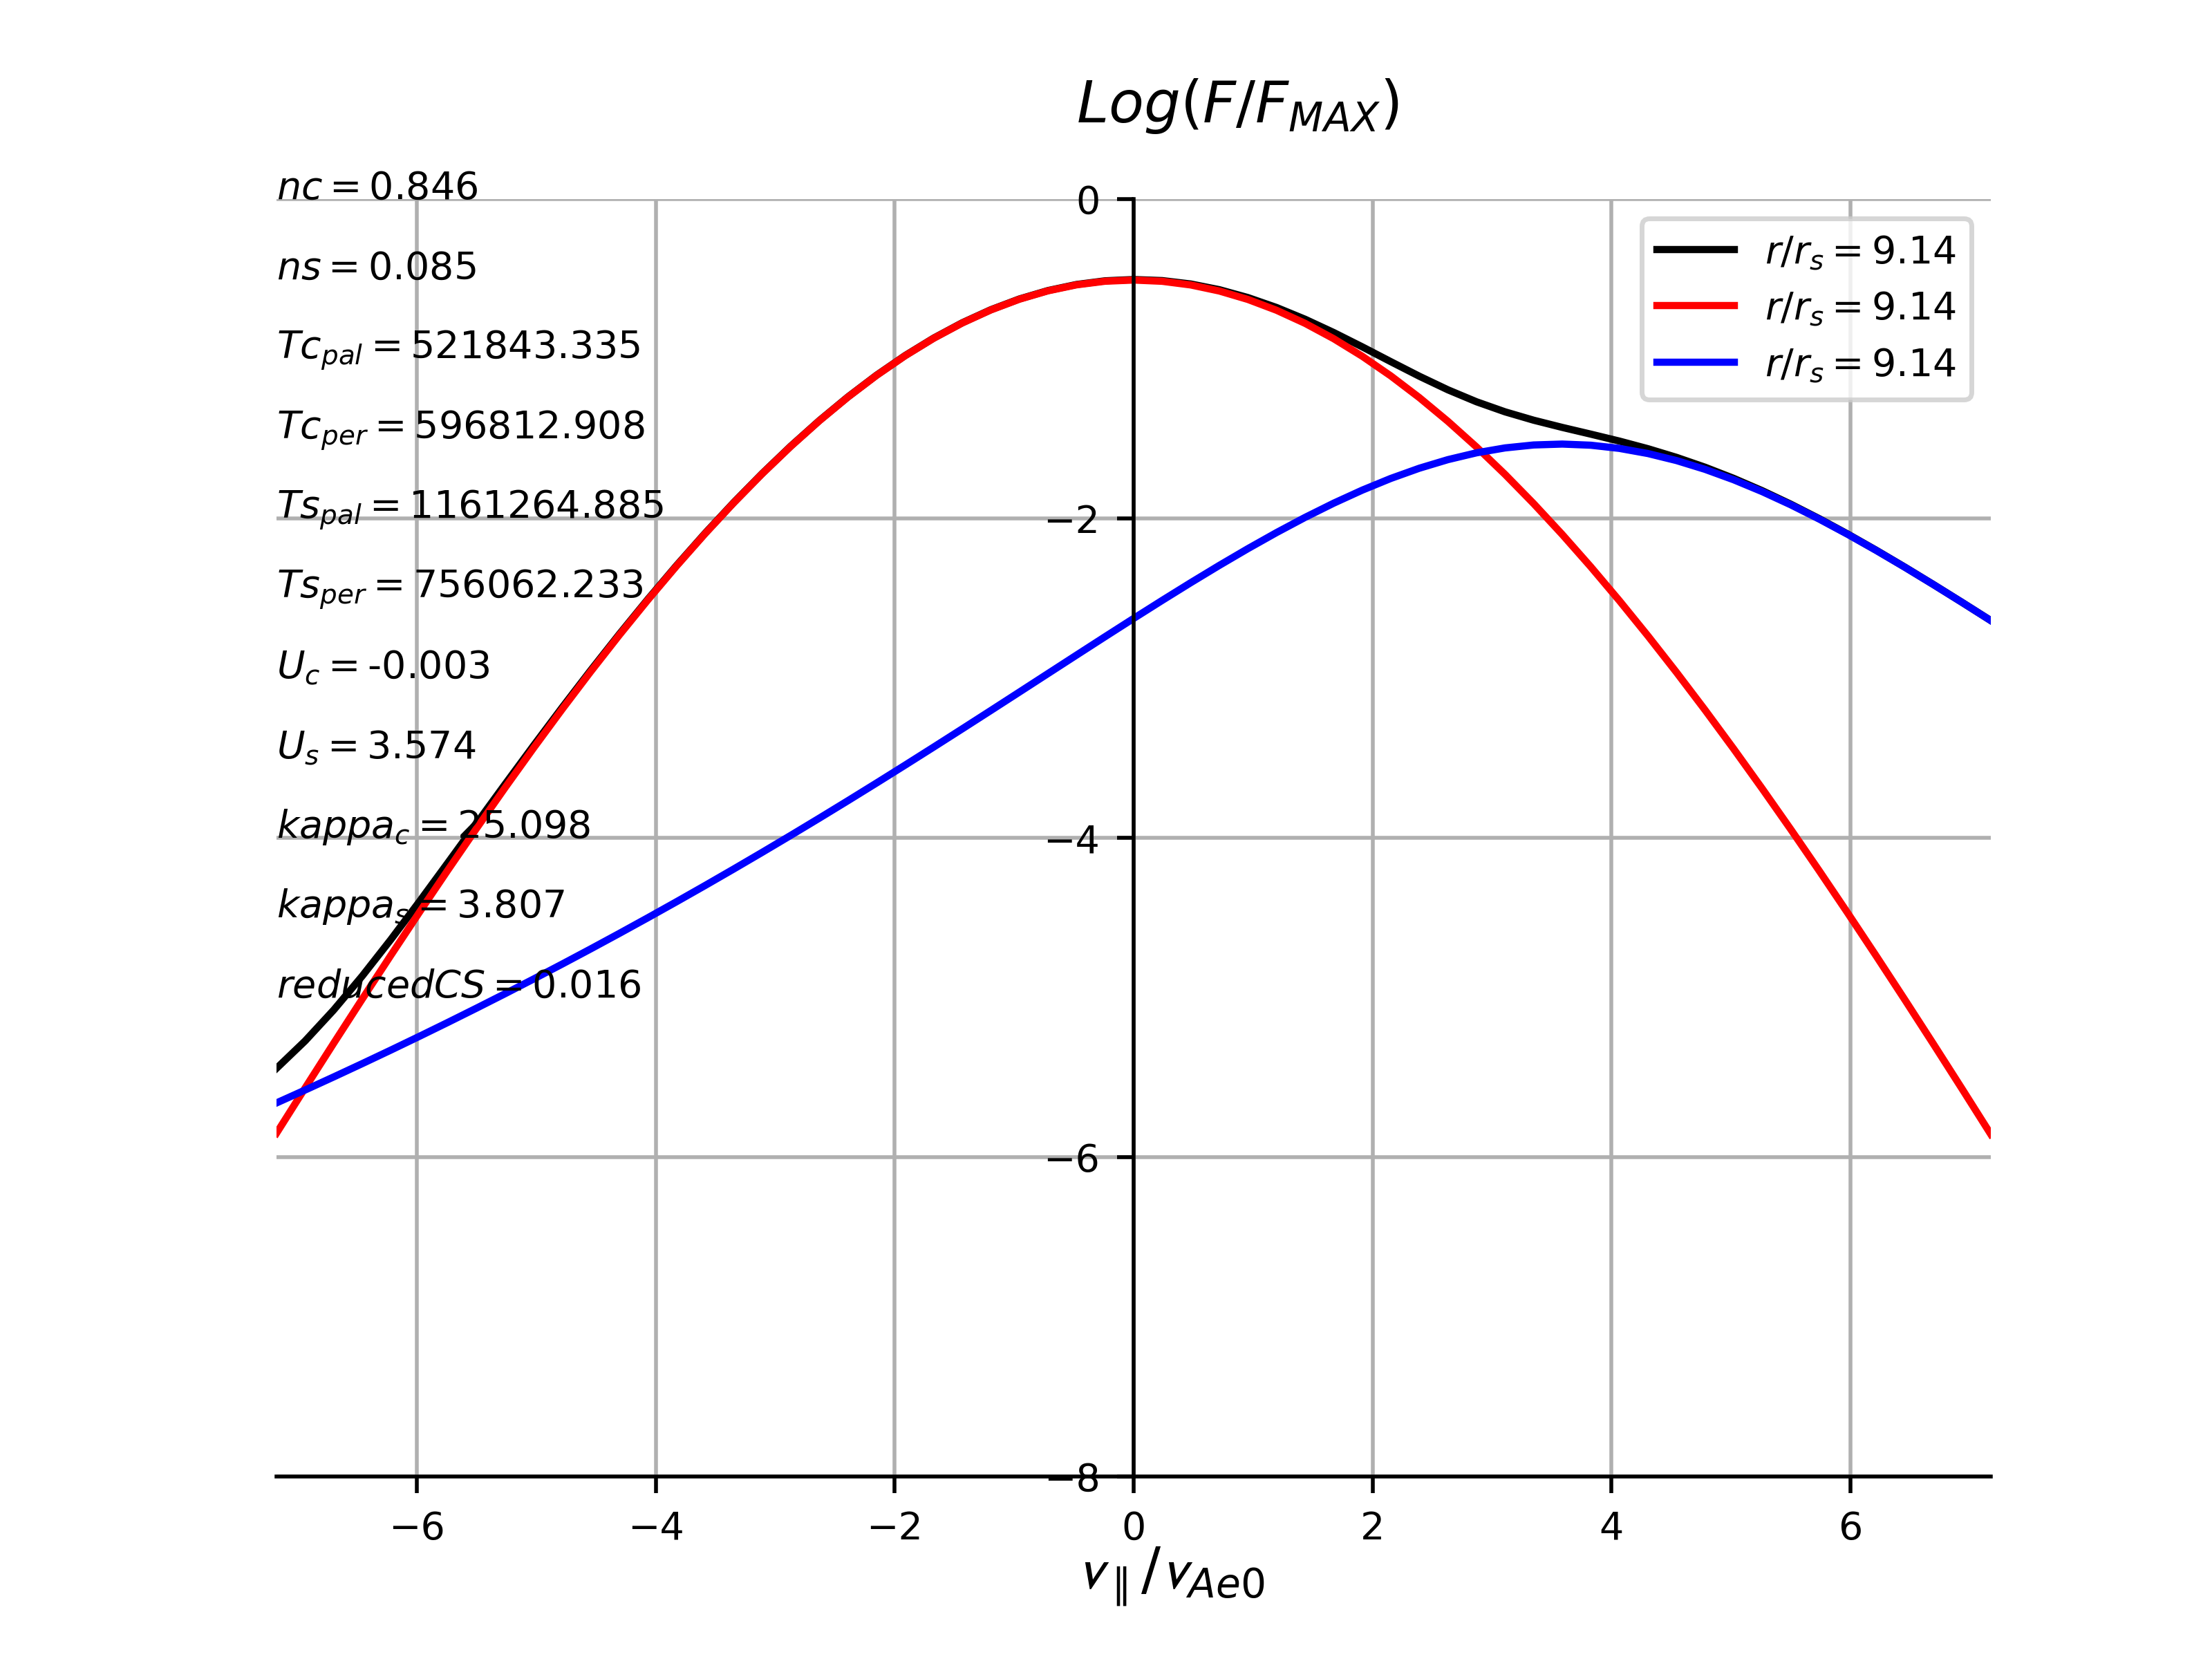 Log(F/F_MAX)
nc = 0.846
ns = 0.085
Tc_pal = 521843.335
Tc_per = 596812.908
Ts_pal = 1161264.885
Ts_per = 756062.233
U_c = -0.003
U_s = 3.574
kappa_c = 25.098
kappa_s = 3.807
reducedCS = 0.016
0
−2
−4
−6
−8
r/r_s = 9.14
r/r_s = 9.14
r/r_s = 9.14
−6 −4 −2 0 2 4 6
v_∥/v_Ae0